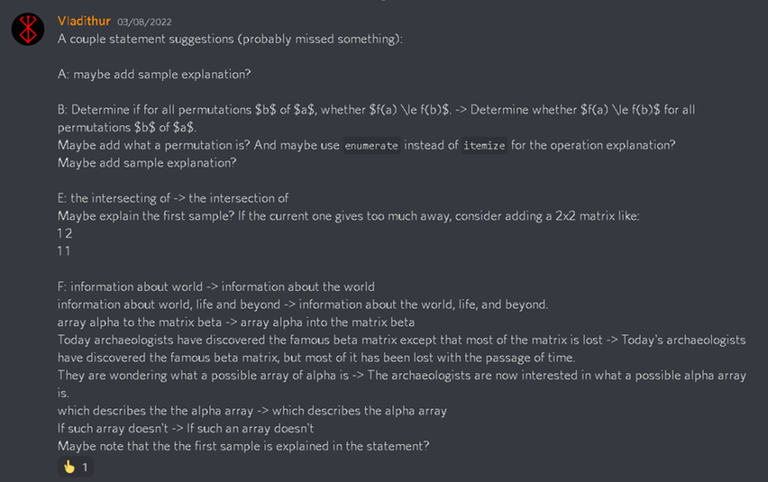 Vladithur 03/08/2022
A couple statement suggestions (probably missed something):
A: maybe add sample explanation?
B: Determine if for all permutations $b$ of $a$, whether $f(a) \le f(b)$. -> Determine whether $f(a) \le f(b)$ for all
permutations $b$ of $a$.
Maybe add what a permutation is? And maybe use enumerate instead of itemize for the operation explanation?
Maybe add sample explanation?
E: the intersecting of -> the intersection of
Maybe explain the first sample? If the current one gives too much away, consider adding a 2x2 matrix like:
1 2
1 1
F: information about world -> information about the world
information about world, life and beyond -> information about the world, life, and beyond.
array alpha to the matrix beta -> array alpha into the matrix beta
Today archaeologists have discovered the famous beta matrix except that most of the matrix is lost -> Today's archaeologists
have discovered the famous beta matrix, but most of it has been lost with the passage of time.
They are wondering what a possible array of alpha is -> The archaeologists are now interested in what a possible alpha array
is.
which describes the the alpha array -> which describes the alpha array
If such array doesn't -> If such an array doesn't
Maybe note that the the first sample is explained in the statement?
1